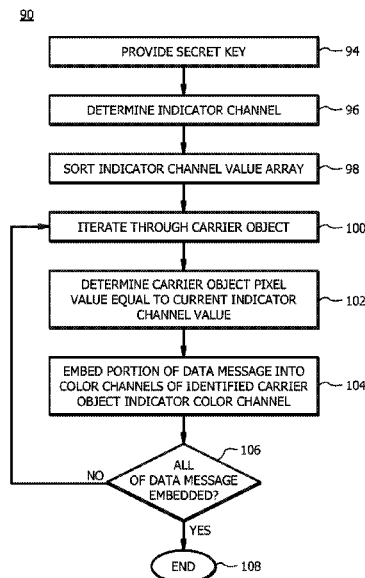 90
PROVIDE SECRET KEY
94
DETERMINE INDICATOR CHANNEL
96
SORT INDICATOR CHANNEL VALUE ARRAY
98
ITERATE THROUGH CARRIER OBJECT
100
DETERMINE CARRIER OBJECT PIXEL
VALUE EQUAL TO CURRENT INDICATOR
CHANNEL VALUE
102
EMBED PORTION OF DATA MESSAGE INTO
COLOR CHANNELS OF IDENTIFIED CARRIER
OBJECT INDICATOR COLOR CHANNEL
104
106
ALL
OF DATA MESSAGE
EMBEDDED?
NO
YES
END
108